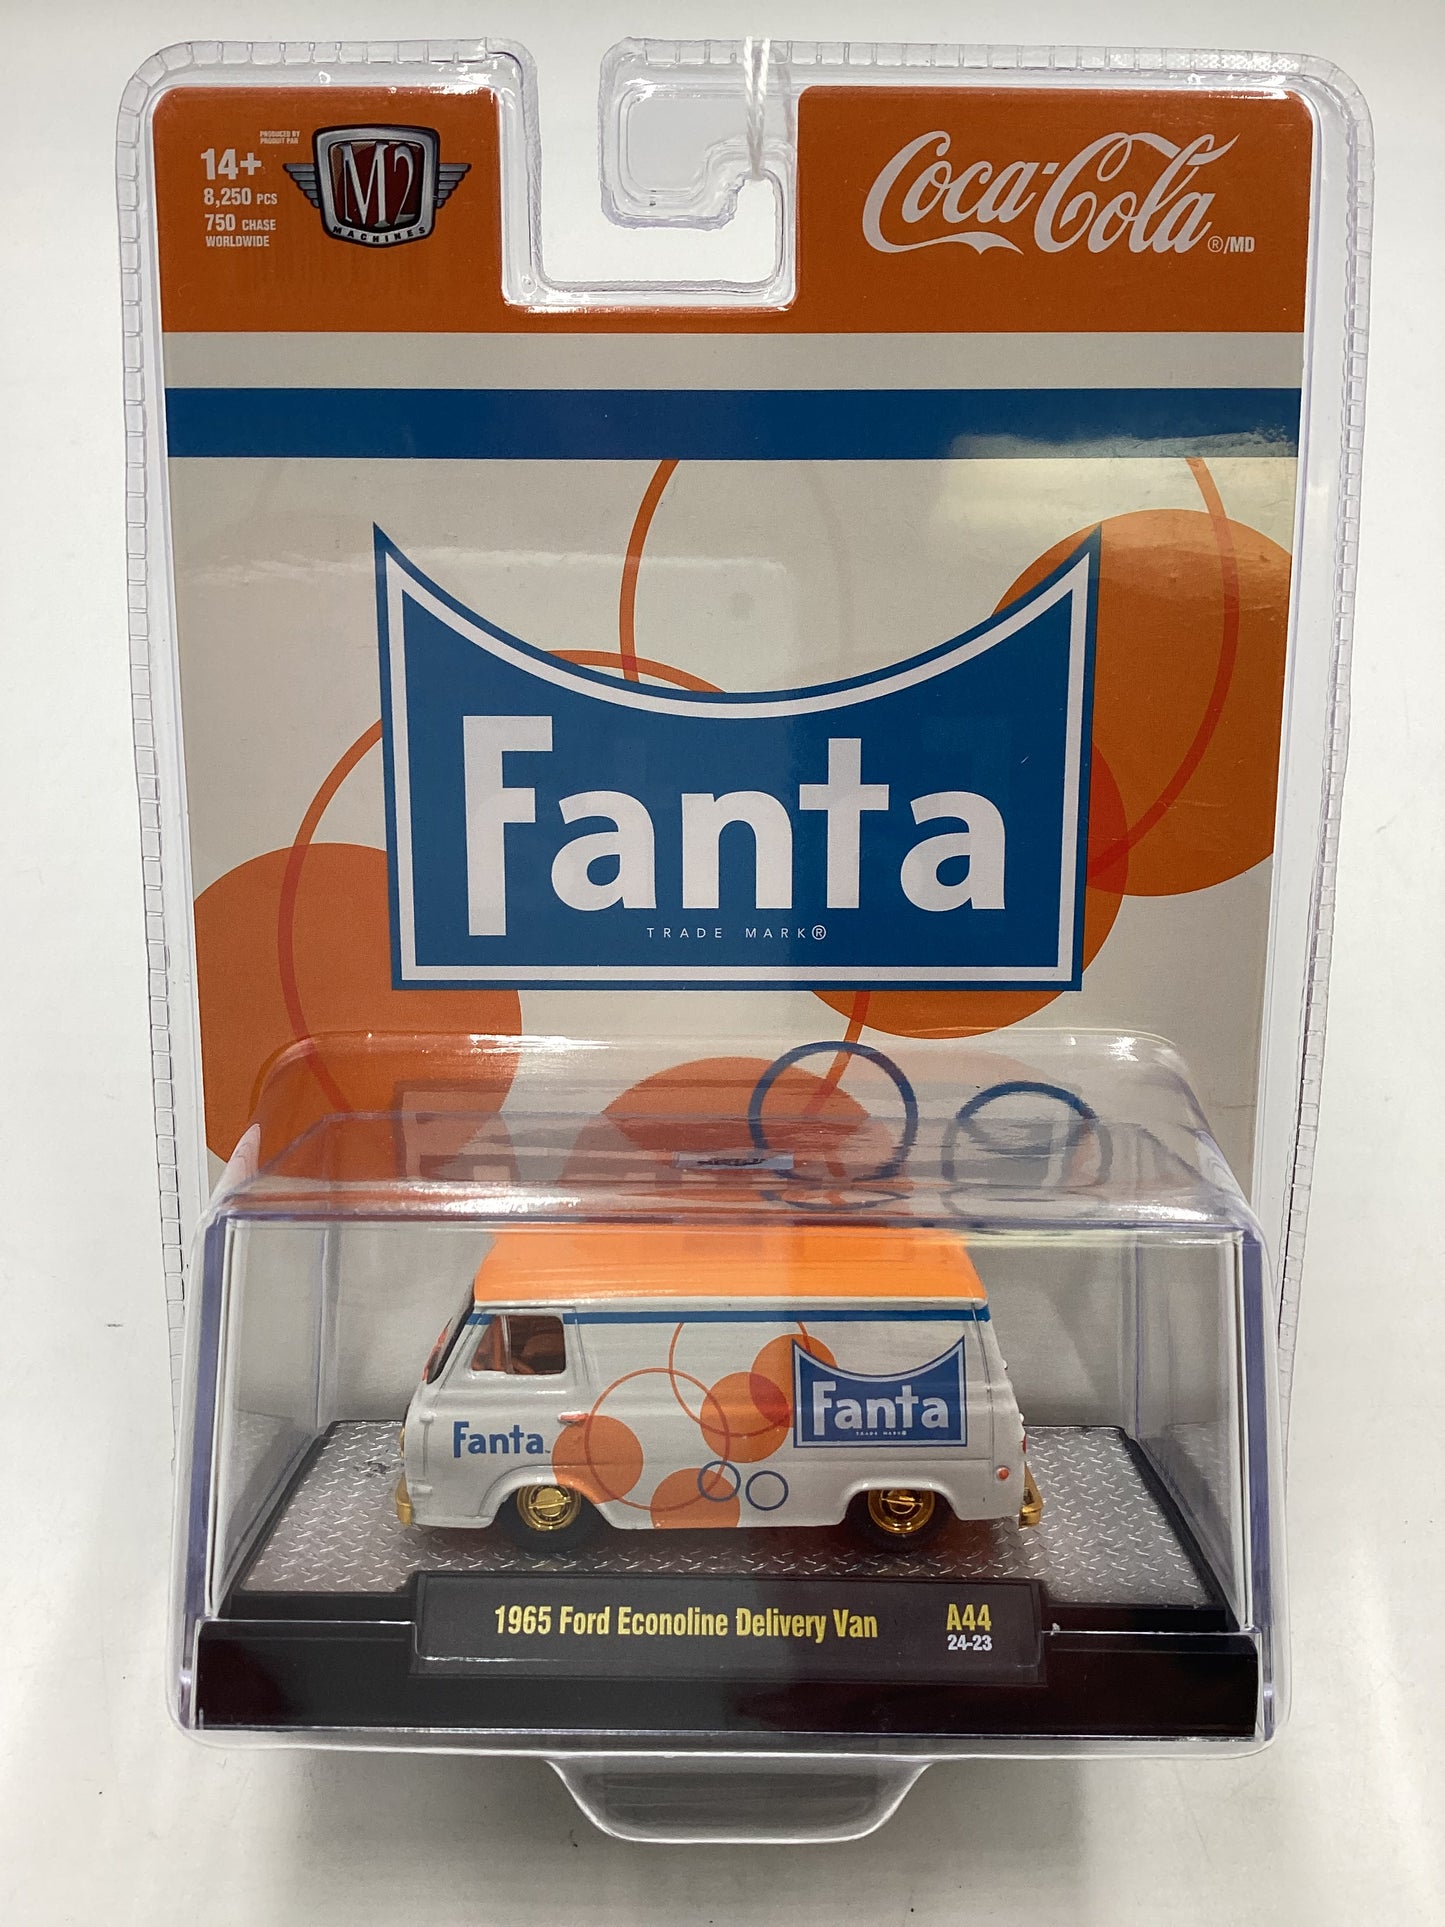 PRODUCED BY
PRODUIT PAR
14+
8,250 PCS
750 CHASE
WORLDWIDE
M2
MACHINES
Coca-Cola ®/MD
Fanta
TRADE MARK®
Fanta
TRADE MARK®
Fanta™
1965 Ford Econoline Delivery Van
A44
24-23